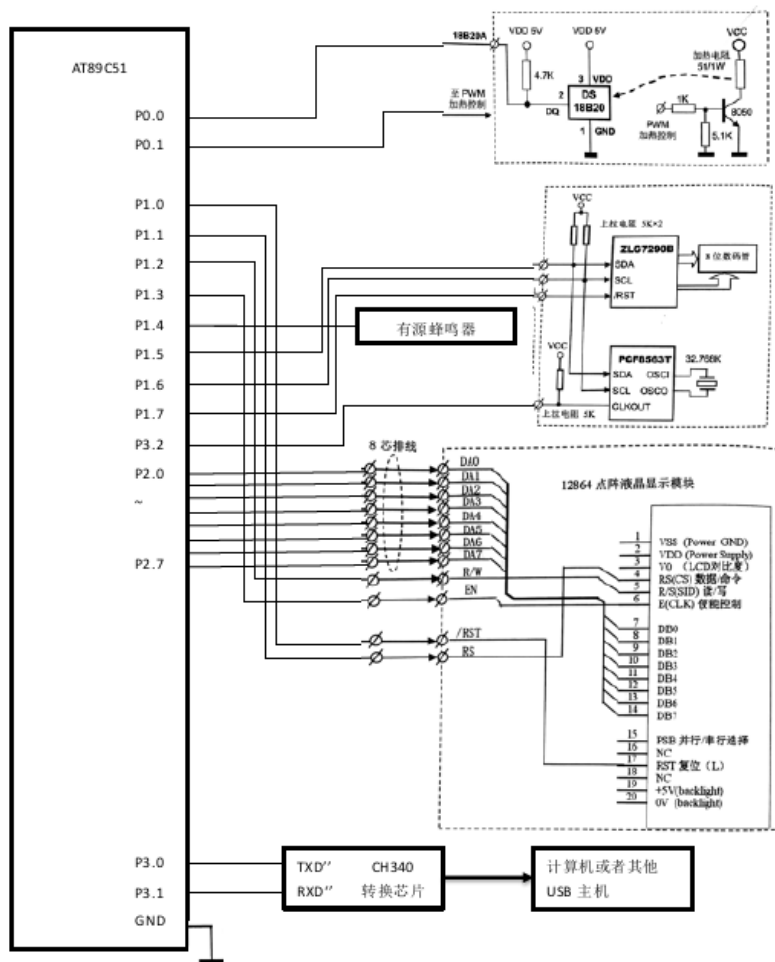 AT89C51
P0.0
P0.1
P1.0
P1.1
P1.2
P1.3
P1.4
P1.5
P1.6
P1.7
P3.2
P2.0
~
P2.7
P3.0
P3.1
GND
18B20A
VDD 5V
VDD 5V
4.7K
3 VDD
2
DQ
DS
18B20
1 GND
至 PWM
加热控制
VCC
加热电阻
51/1W
1K
8050
PWM
加热控制
5.1K
VCC
上拉电阻 5K×2
ZLG7290B
SDA
SCL
/RST
8 位数码管
有源蜂鸣器
VCC
PCF8563T
SDA OSCI
SCL OSCO
CLKOUT
32.768K
上拉电阻 5K
8 芯排线
DA0
DA1
DA2
DA3
DA4
DA5
DA6
DA7
R/W
EN
/RST
RS
12864 点阵液晶显示模块
1 VSS (Power GND)
2 VDD (Power Supply)
3 V0 （LCD对比度）
4 RS(CS) 数据/命令
5 R/S(SID) 读/写
6 E(CLK) 使能控制
7 DB0
8 DB1
9 DB2
10 DB3
11 DB4
12 DB5
13 DB6
14 DB7
15 PSB 并行/串行选择
16 NC
17 RST 复位（L）
18 NC
19 +5V(backlight)
20 0V (backlight)
TXD″ CH340
RXD″ 转换芯片
计算机或者其他
USB 主机